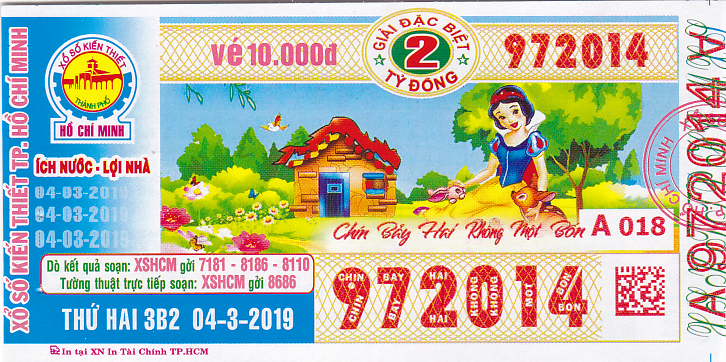 XỔ SỐ KIẾN THIẾT TP. HỒ CHÍ MINH
XỔ SỐ KIẾN THIẾT
THÀNH PHỐ
HỒ CHÍ MINH
ÍCH NƯỚC - LỢI NHÀ
04-03-2019
04-03-2019
04-03-2019
Vé 10.000đ
GIẢI ĐẶC BIỆT
2
TỶ ĐỒNG
972014
Chín Bảy Hai Không Một Bốn
A 018
Dò kết quả soạn: XSHCM gởi 7181 - 8186 - 8110
Tường thuật trực tiếp soạn: XSHCM gởi 8686
972014
CHÍN BẢY HAI KHÔNG MỘT BỐN
CHÍN BẢY HAI KHÔNG MỘT BỐN
THỨ HAI 3B2 04-3-2019
In tại XN In Tài Chính TP.HCM
CHÍ MINH
A972014 A